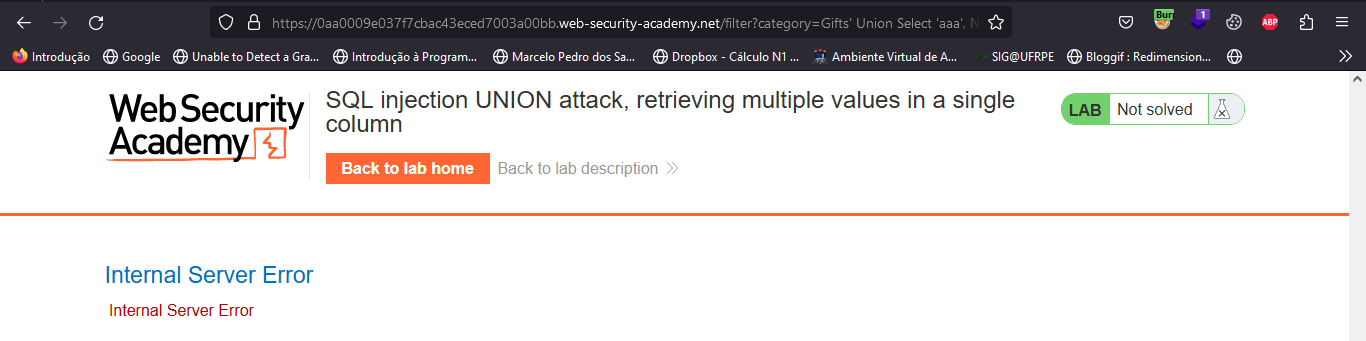 https://0aa0009e037f7cbac43eced7003a00bb.web-security-academy.net/filter?category=Gifts' Union Select 'aaa', N
Bur
1
ABP
Introdução
Google
Unable to Detect a Gra...
Introdução à Program...
Marcelo Pedro dos Sa...
Dropbox - Cálculo N1 ...
Ambiente Virtual de A...
SIG@UFRPE
Bloggif : Redimension...
Web Security
Academy
SQL injection UNION attack, retrieving multiple values in a single
column
LAB Not solved
Back to lab home
Back to lab description
Internal Server Error
Internal Server Error